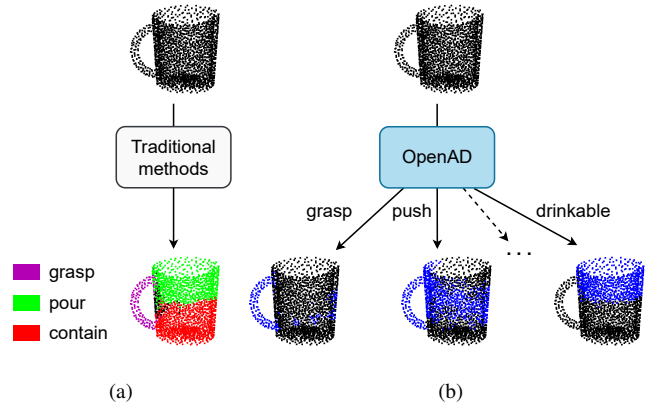 Traditional
methods
OpenAD
grasp
push
drinkable
...
grasp
pour
contain
(a)
(b)